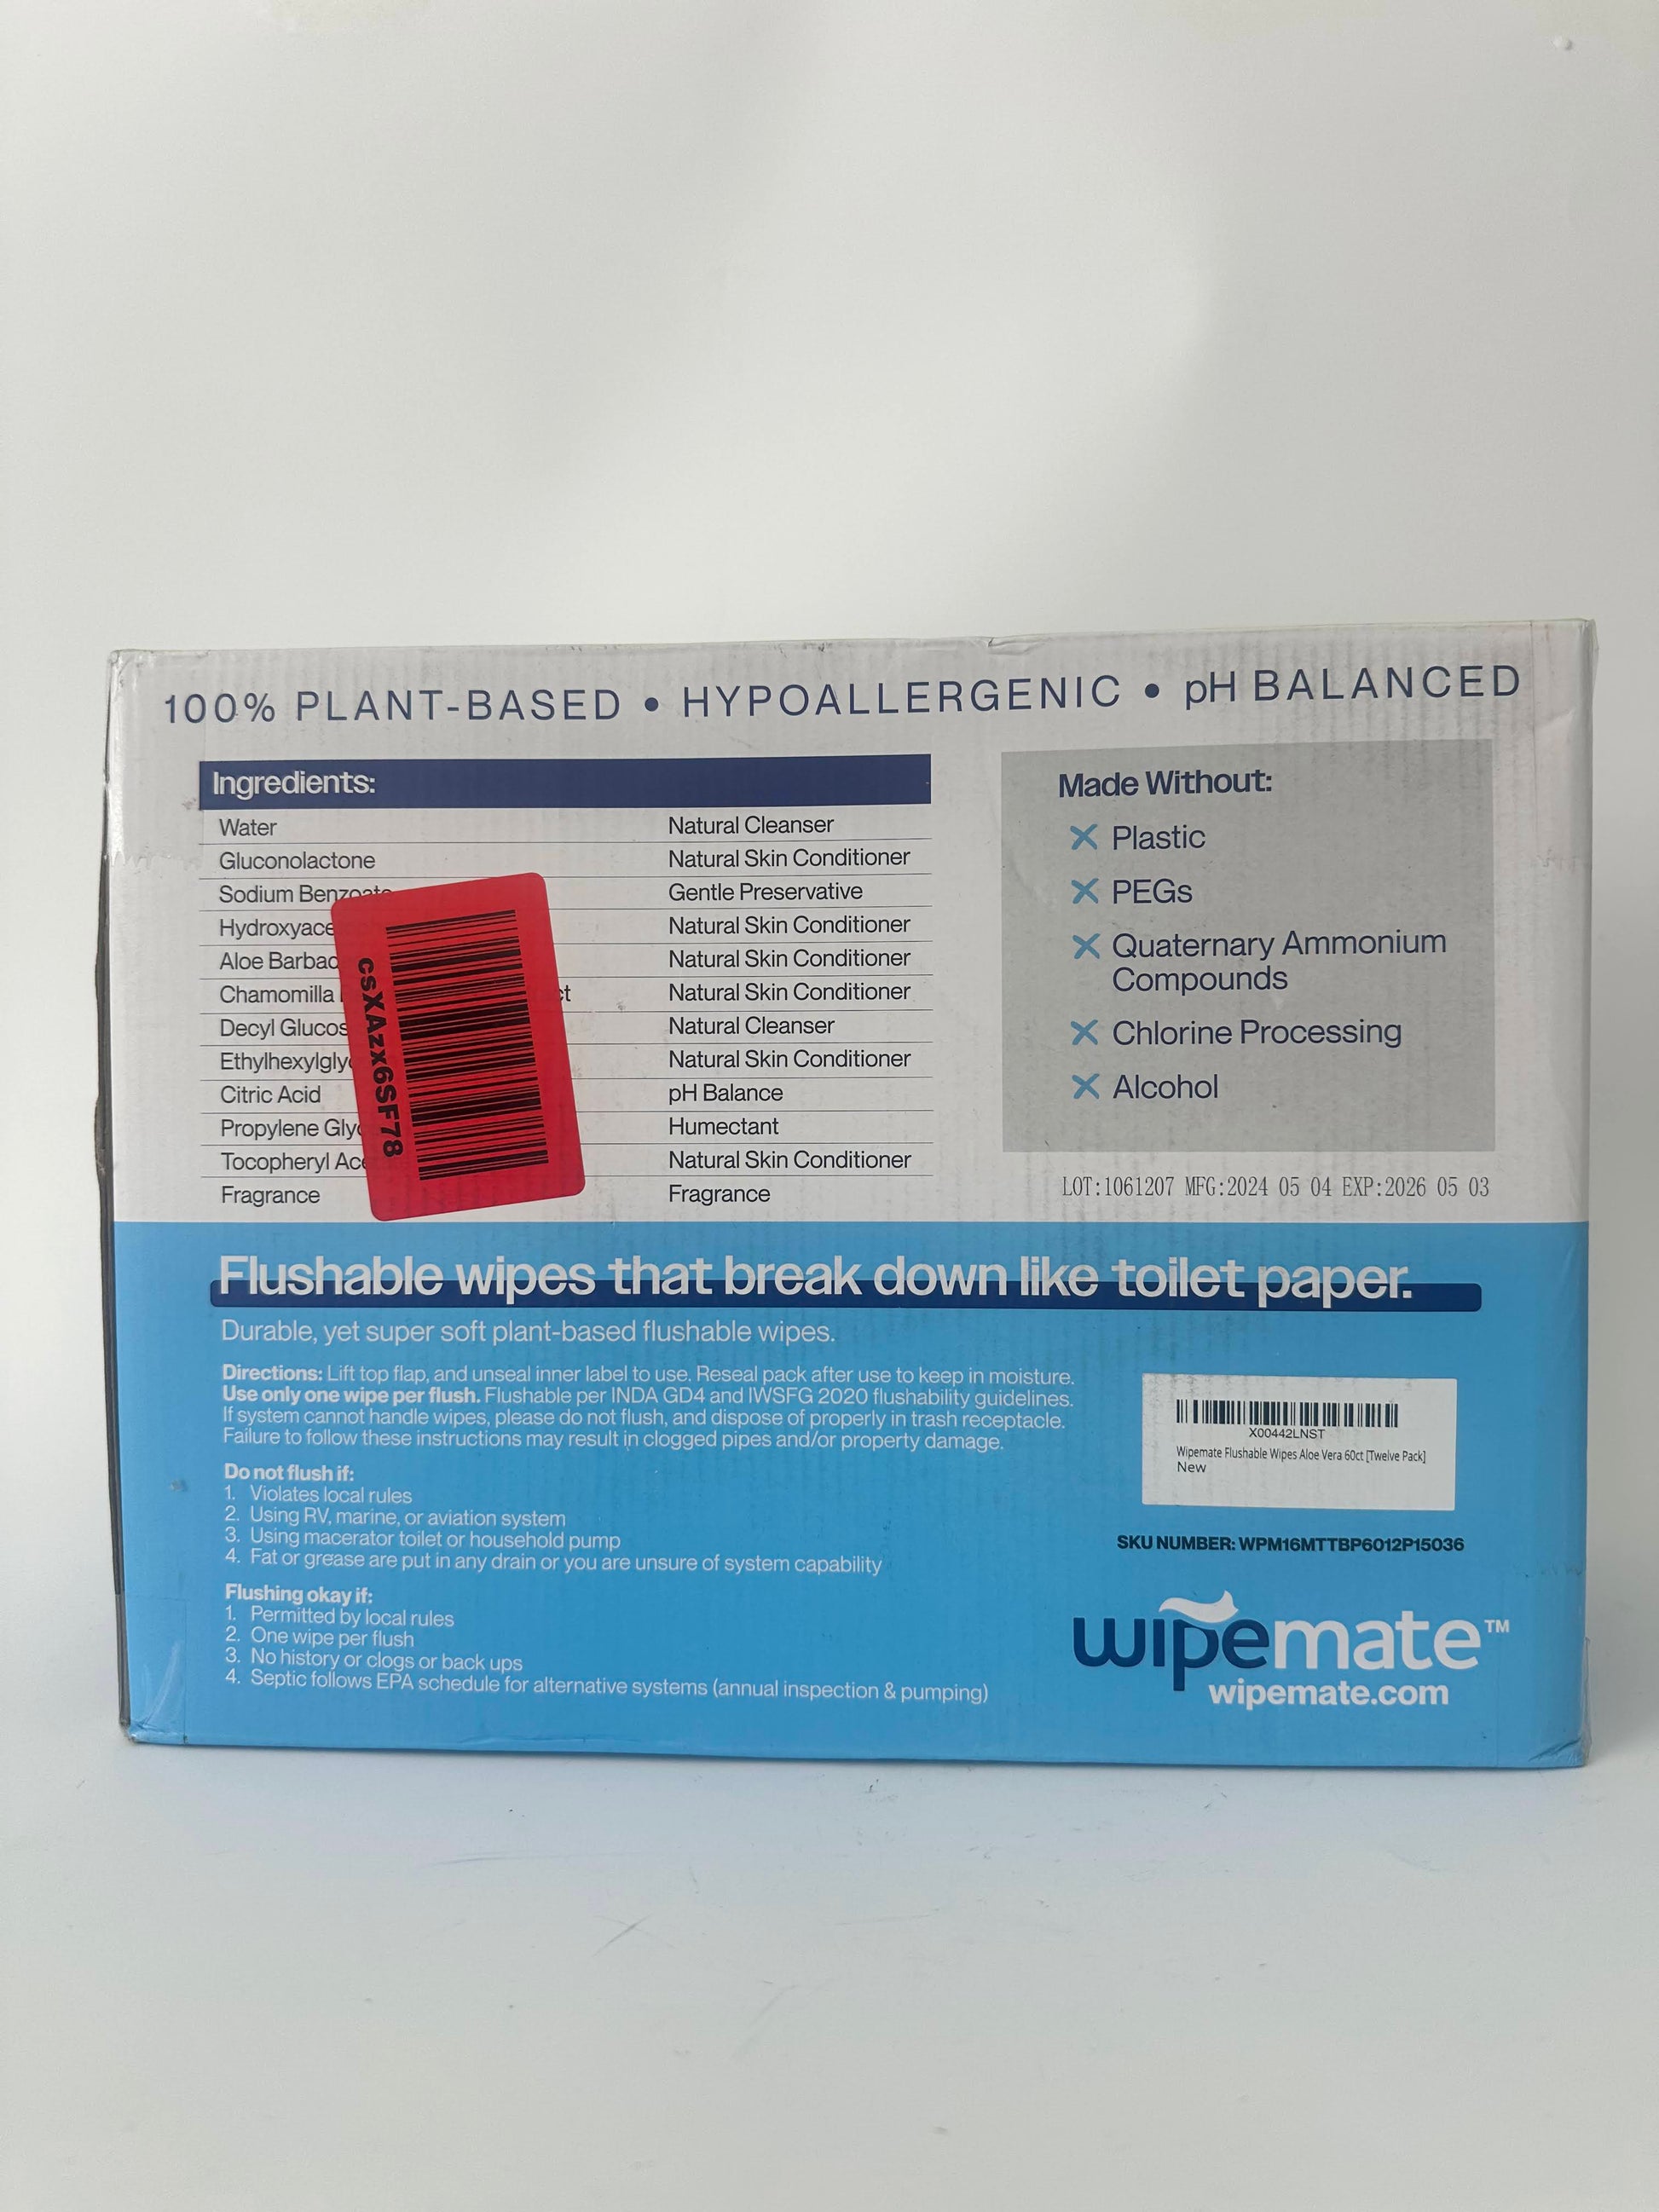 100% PLANT-BASED • HYPOALLERGENIC • pH BALANCED
Ingredients:
Water Natural Cleanser
Gluconolactone Natural Skin Conditioner
Sodium Benzoate Gentle Preservative
Natural Skin Conditioner
Aloe Natural Skin Conditioner
Chamomilla Natural Skin Conditioner
Decyl Natural Cleanser
Natural Skin Conditioner
Citric Acid pH Balance
Propylene Humectant
Tocopheryl Natural Skin Conditioner
Fragrance Fragrance
csXAzx6SF78
Made Without:
Plastic
PEGs
Quaternary Ammonium
Compounds
Chlorine Processing
Alcohol
LOT:1061207 MFG:2024 05 04 EXP:2026 05 03
Flushable wipes that break down like toilet paper.
Durable, yet super soft plant-based flushable wipes.
Directions: Lift top flap, and unseal inner label to use. Reseal pack after use to keep in moisture.
Use only one wipe per flush. Flushable per INDA GD4 and IWSFG 2020 flushability guidelines.
If system cannot handle wipes, please do not flush, and dispose of properly in trash receptacle.
Failure to follow these instructions may result in clogged pipes and/or property damage.
Do not flush if:
1. Violates local rules
2. Using RV, marine, or aviation system
3. Using macerator toilet or household pump
4. Fat or grease are put in any drain or you are unsure of system capability
Flushing okay if:
1. Permitted by local rules
2. One wipe per flush
3. No history or clogs or back ups
4. Septic follows EPA schedule for alternative systems (annual inspection & pumping)
X00442LNST
Wipemate Flushable Wipes Aloe Vera 60ct [Twelve Pack]
New
SKU NUMBER: WPM16MTTBP6012P15036
wipemate™
wipemate.com